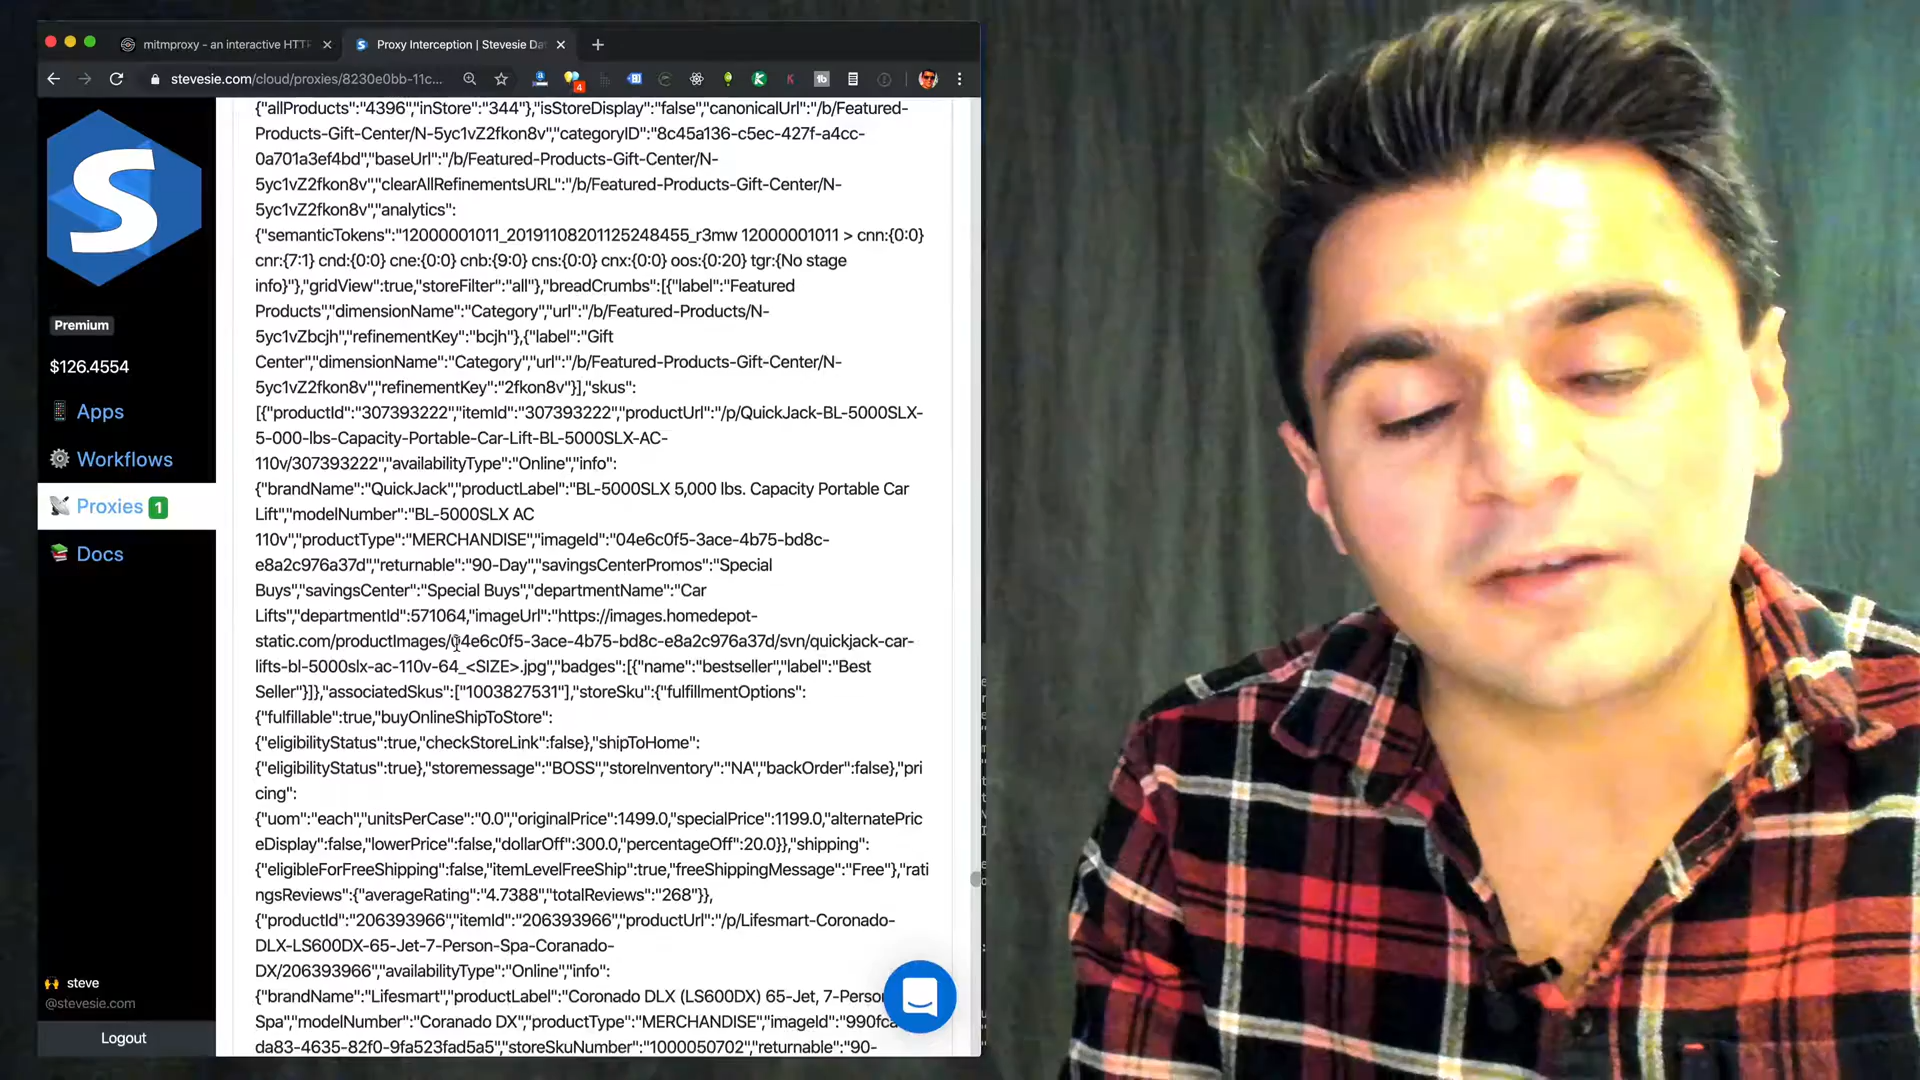 mitmproxy - an interactive HTT
Proxy Interception | Stevesie Da
stevesie.com/cloud/proxies/8230e0bb-11c...
4
S
Premium
$126.4554
Apps
Workflows
Proxies 1
Docs
steve
@stevesie.com
Logout
{"allProducts":"4396","inStore":"344"},"isStoreDisplay":"false","canonicalUrl":"/b/Featured-
Products-Gift-Center/N-5yc1vZ2fkon8v","categoryID":"8c45a136-c5ec-427f-a4cc-
0a701a3ef4bd","baseUrl":"/b/Featured-Products-Gift-Center/N-
5yc1vZ2fkon8v","clearAllRefinementsURL":"/b/Featured-Products-Gift-Center/N-
5yc1vZ2fkon8v","analytics":
{"semanticTokens":"12000001011_20191108201125248455_r3mw 12000001011 > cnn:{0:0}
cnr:{7:1} cnd:{0:0} cne:{0:0} cnb:{9:0} cns:{0:0} cnx:{0:0} oos:{0:20} tgr:{No stage
info}"},"gridView":true,"storeFilter":"all"},"breadCrumbs":[{"label":"Featured
Products","dimensionName":"Category","url":"/b/Featured-Products/N-
5yc1vZbcjh","refinementKey":"bcjh"},{"label":"Gift
Center","dimensionName":"Category","url":"/b/Featured-Products-Gift-Center/N-
5yc1vZ2fkon8v","refinementKey":"2fkon8v"}],"skus":
[{"productId":"307393222","itemId":"307393222","productUrl":"/p/QuickJack-BL-5000SLX-
5-000-lbs-Capacity-Portable-Car-Lift-BL-5000SLX-AC-
110v/307393222","availabilityType":"Online","info":
{"brandName":"QuickJack","productLabel":"BL-5000SLX 5,000 lbs. Capacity Portable Car
Lift","modelNumber":"BL-5000SLX AC
110v","productType":"MERCHANDISE","imageId":"04e6c0f5-3ace-4b75-bd8c-
e8a2c976a37d","returnable":"90-Day","savingsCenterPromos":"Special
Buys","savingsCenter":"Special Buys","departmentName":"Car
Lifts","departmentId":571064,"imageUrl":"https://images.homedepot-
static.com/productImages/04e6c0f5-3ace-4b75-bd8c-e8a2c976a37d/svn/quickjack-car-
lifts-bl-5000slx-ac-110v-64_<SIZE>.jpg","badges":[{"name":"bestseller","label":"Best
Seller"}]},"associatedSkus":["1003827531"],"storeSku":{"fulfillmentOptions":
{"fulfillable":true,"buyOnlineShipToStore":
{"eligibilityStatus":true,"checkStoreLink":false},"shipToHome":
{"eligibilityStatus":true},"storemessage":"BOSS","storeInventory":"NA","backOrder":false},"pri
cing":
{"uom":"each","unitsPerCase":"0.0","originalPrice":1499.0,"specialPrice":1199.0,"alternatePric
eDisplay":false,"lowerPrice":false,"dollarOff":300.0,"percentageOff":20.0}},"shipping":
{"eligibleForFreeShipping":false,"itemLevelFreeShip":true,"freeShippingMessage":"Free"},"rati
ngsReviews":{"averageRating":"4.7388","totalReviews":"268"}},
{"productId":"206393966","itemId":"206393966","productUrl":"/p/Lifesmart-Coronado-
DLX-LS600DX-65-Jet-7-Person-Spa-Coranado-
DX/206393966","availabilityType":"Online","info":
{"brandName":"Lifesmart","productLabel":"Coronado DLX (LS600DX) 65-Jet, 7-Person
Spa","modelNumber":"Coranado DX","productType":"MERCHANDISE","imageId":"990fc
da83-4635-82f0-9fa523fad5a5","storeSkuNumber":"1000050702","returnable":"90-